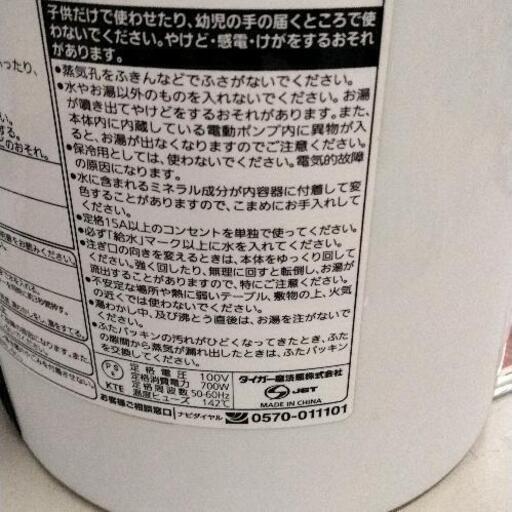 子供だけで使わせたり、幼児の手の届くところで使
わないでください。やけど・感電・けがをするおそれ
があります。
●蒸気孔をふきんなどでふさがないでください。
●水やお湯以外のものを入れないでください。お湯
が噴き出てやけどをするおそれがあります。また、
本体内に内蔵している電動ポンプ内に異物が入
ると、お湯が出なくなりますのでご注意ください。
●保冷用としては、使わないでください。電気的故障
の原因になります。
●水に含まれるミネラル成分が内容器に付着して変
色することがありますので、こまめにお手入れして
ください。
●定格15A以上のコンセントを単独で使ってください。
●必ず「給水」マーク以上に水を入れてください。
●注ぎ口の向きを変えるときは、本体をゆっくり回して
ください。強く回したり、無理に回すと転倒し、お湯が
流出することがありますので、特にご注意ください。
●不安定な場所や熱に弱いテーブル、敷物の上、火気
の近くでは使わないでください。
●湯わかし中、及び沸とう直後は、お湯を注がないで
ください。
●ふたパッキンの汚れがひどくなってきたとき、ふた
の隙間から蒸気が漏れ出したときは、ふたパッキン
を交換してください。
PS
E
KTE
定格電圧 100V
定格消費電力 700W
定格周波数 50-60Hz
温度ヒューズ 142℃
タイガー魔法瓶株式会社
S JET
MADE IN CHINA
お客様ご相談窓口 ナビダイヤル 0570-011101